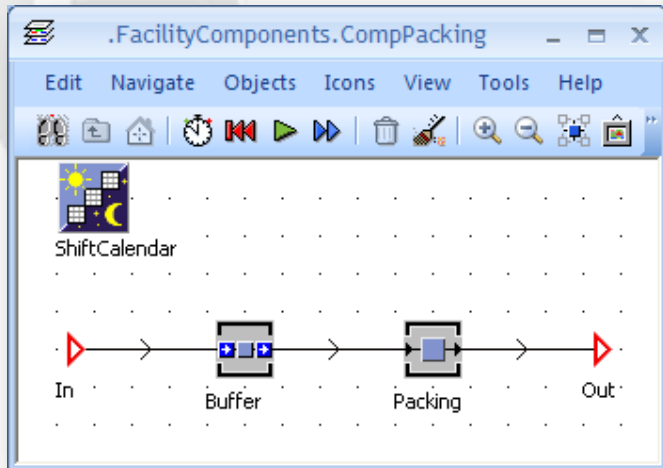 .FacilityComponents.CompPacking
Edit Navigate Objects Icons View Tools Help
ShiftCalendar
In Buffer Packing Out